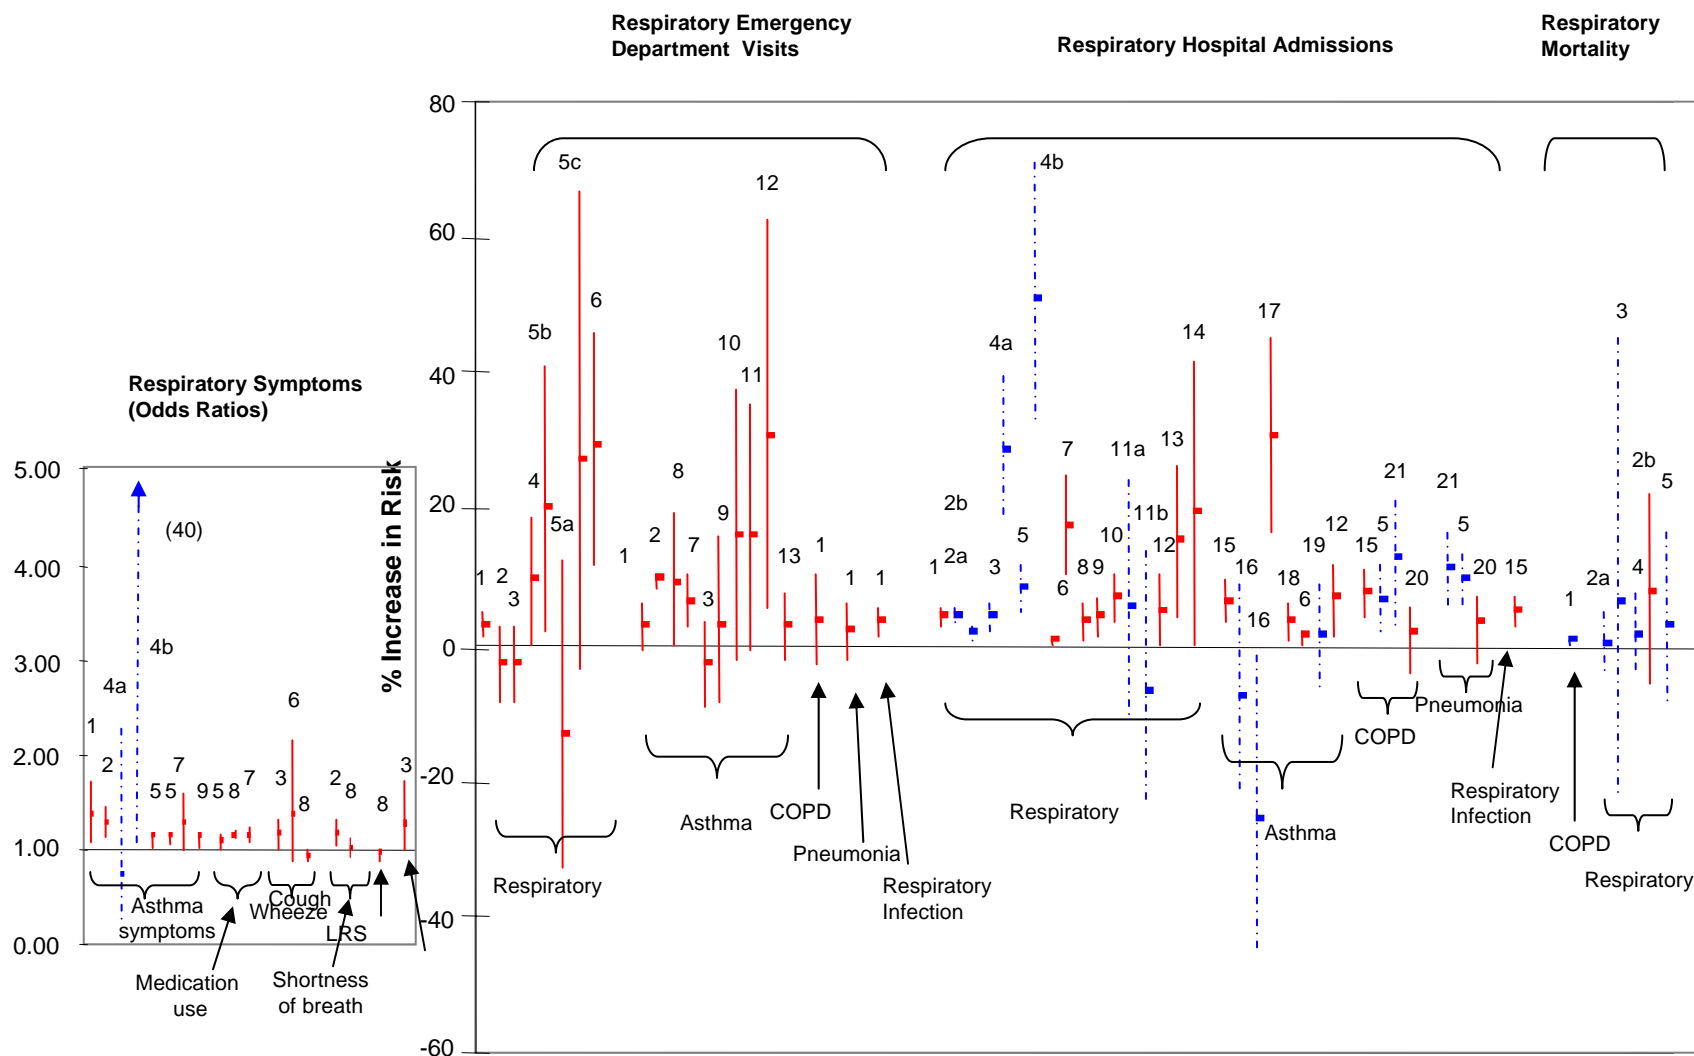 Respiratory Emergency
Department Visits
Respiratory Hospital Admissions
Respiratory
Mortality
Respiratory Symptoms
(Odds Ratios)
% Increase in Risk
80
60
40
20
0
-20
-40
-60
5.00
4.00
3.00
2.00
1.00
0.00
1
2
4a
4b
(40)
5
5
7
9
5
8
7
3
6
8
2
8
8
3
Asthma
symptoms
Medication
use
Cough
Wheeze
LRS
Shortness
of breath
1
2
3
4
5b
5a
5c
6
1
2
8
7
3
9
10
11
12
13
1
1
1
Respiratory
Asthma
COPD
Pneumonia
Respiratory
Infection
1
2b
2a
3
4a
5
4b
6
7
8
9
10
11a
11b
12
13
14
15
16
16
17
18
6
19
12
15
5
21
20
21
5
20
15
Respiratory
Asthma
COPD
Pneumonia
Respiratory
Infection
1
2a
3
4
2b
5
COPD
Respiratory